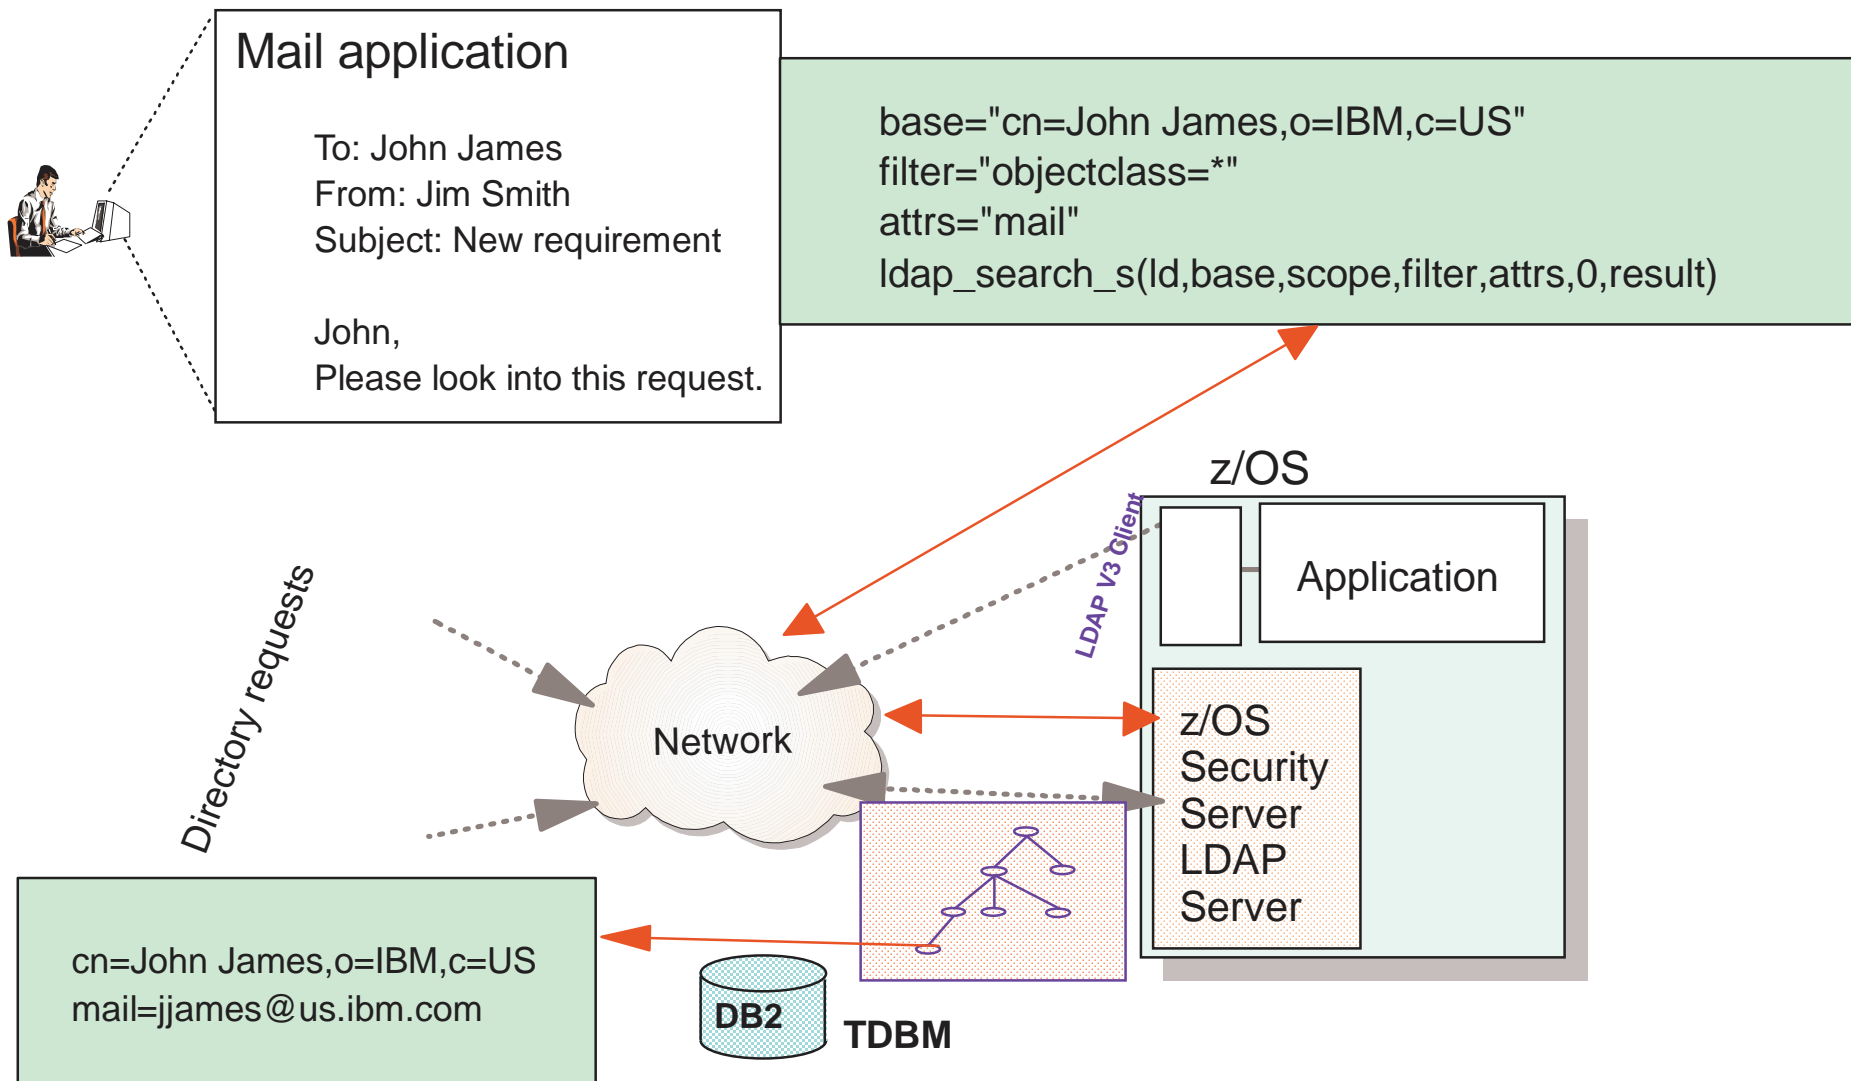 Mail application
To: John James
From: Jim Smith
Subject: New requirement
John,
Please look into this request.
base="cn=John James,o=IBM,c=US"
filter="objectclass=*"
attrs="mail"
ldap_search_s(ld,base,scope,filter,attrs,0,result)
z/OS
LDAP V3 Client
Application
Directory requests
Network
z/OS
Security
Server
LDAP
Server
cn=John James,o=IBM,c=US
mail=jjames@us.ibm.com
DB2
TDBM